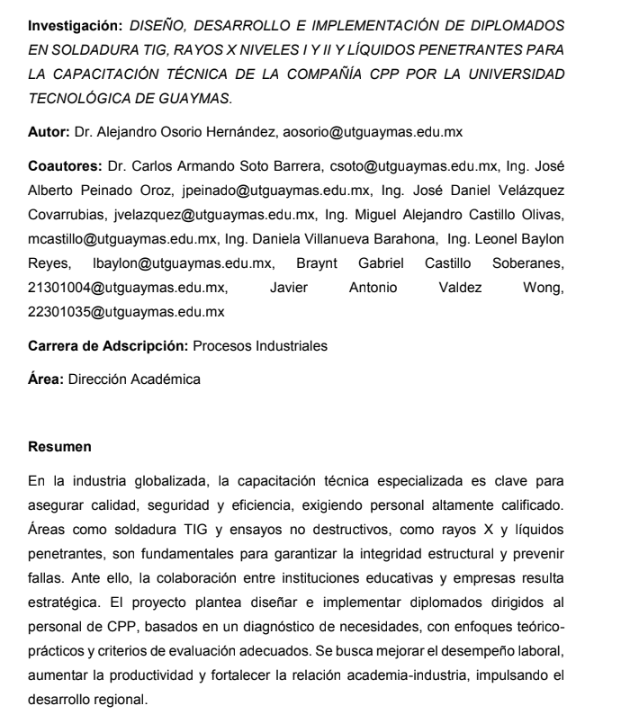 Investigación: DISEÑO, DESARROLLO E IMPLEMENTACIÓN DE DIPLOMADOS
EN SOLDADURA TIG, RAYOS X NIVELES I Y II Y LÍQUIDOS PENETRANTES PARA
LA CAPACITACIÓN TÉCNICA DE LA COMPAÑÍA CPP POR LA UNIVERSIDAD
TECNOLÓGICA DE GUAYMAS.
Autor: Dr. Alejandro Osorio Hernández, aosorio@utguaymas.edu.mx
Coautores: Dr. Carlos Armando Soto Barrera, csoto@utguaymas.edu.mx, Ing. José
Alberto Peinado Oroz, jpeinado@utguaymas.edu.mx, Ing. José Daniel Velázquez
Covarrubias, jvelazquez@utguaymas.edu.mx, Ing. Miguel Alejandro Castillo Olivas,
mcastillo@utguaymas.edu.mx, Ing. Daniela Villanueva Barahona, Ing. Leonel Baylon
Reyes, lbaylon@utguaymas.edu.mx, Braynt Gabriel Castillo Soberanes,
21301004@utguaymas.edu.mx, Javier Antonio Valdez Wong,
22301035@utguaymas.edu.mx
Carrera de Adscripción: Procesos Industriales
Área: Dirección Académica
Resumen
En la industria globalizada, la capacitación técnica especializada es clave para
asegurar calidad, seguridad y eficiencia, exigiendo personal altamente calificado.
Áreas como soldadura TIG y ensayos no destructivos, como rayos X y líquidos
penetrantes, son fundamentales para garantizar la integridad estructural y prevenir
fallas. Ante ello, la colaboración entre instituciones educativas y empresas resulta
estratégica. El proyecto plantea diseñar e implementar diplomados dirigidos al
personal de CPP, basados en un diagnóstico de necesidades, con enfoques teórico-
prácticos y criterios de evaluación adecuados. Se busca mejorar el desempeño laboral,
aumentar la productividad y fortalecer la relación academia-industria, impulsando el
desarrollo regional.